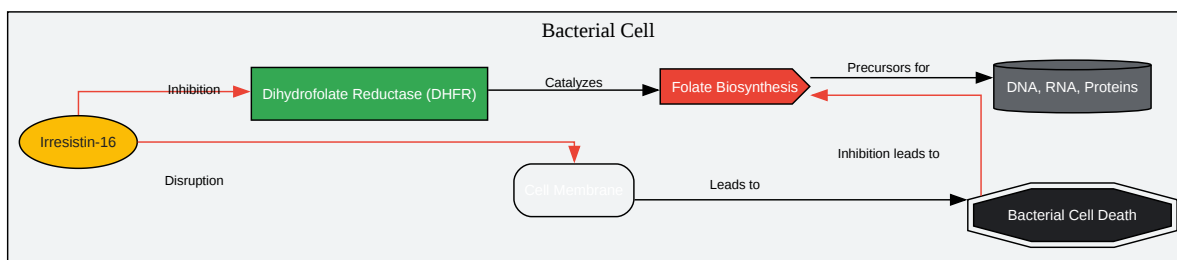 Bacterial Cell
Inhibition
Dihydrofolate Reductase (DHFR)
Catalyzes
Folate Biosynthesis
Precursors for
DNA, RNA, Proteins
Irresistin-16
Disruption
Cell Membrane
Leads to
Inhibition leads to
Bacterial Cell Death